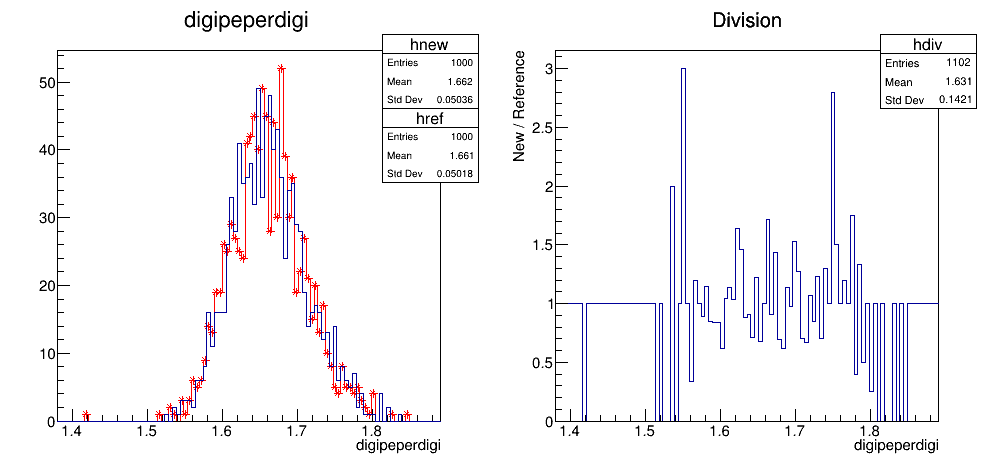 digipeperdigi
hnew
Entries 1000
Mean 1.662
Std Dev 0.05036
href
Entries 1000
Mean 1.661
Std Dev 0.05018
50
40
30
20
10
0
1.4 1.5 1.6 1.7 1.8
digipeperdigi
Division
hdiv
Entries 1102
Mean 1.631
Std Dev 0.1421
New / Reference
3
2.5
2
1.5
1
0.5
0
1.4 1.5 1.6 1.7 1.8
digipeperdigi